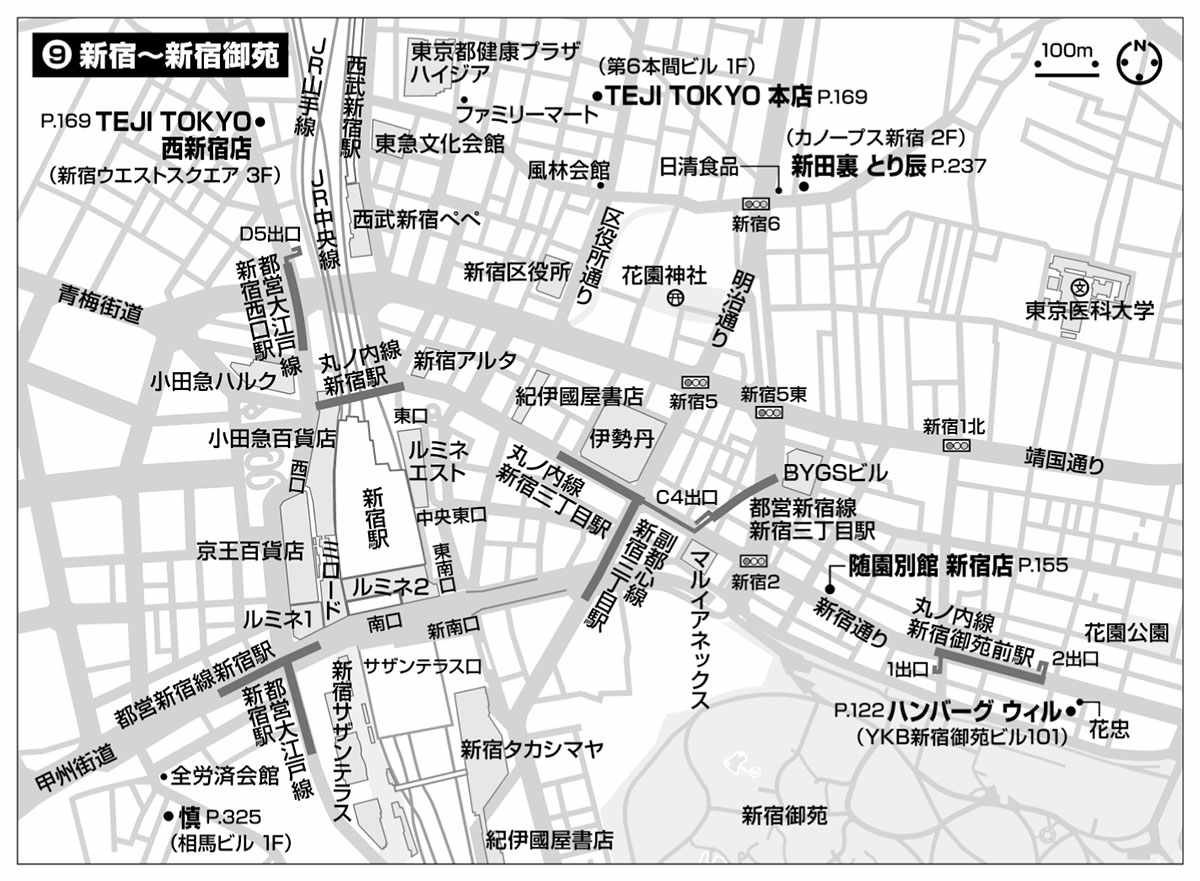 ⑨ 新宿～新宿御苑
100m
N
P.169 TEJI TOKYO
西新宿店
(新宿ウエストスクエア 3F)
JR山手線
JR中央線
西武新宿駅
東京都健康プラザ
ハイジア
ファミリーマート
(第6本間ビル 1F)
TEJI TOKYO 本店 P.169
東急文化会館
風林会館
日清食品
(カノープス新宿 2F)
新田裏 とり辰 P.237
新宿6
西武新宿ペペ
D5出口
都営大江戸線
新宿西口駅
青梅街道
新宿区役所
区役所通り
花園神社
明治通り
文
東京医科大学
小田急ハルク
丸ノ内線
新宿駅
新宿アルタ
紀伊國屋書店
伊勢丹
新宿5
新宿5東
新宿1北
靖国通り
小田急百貨店
東口
ルミネ
エスト
西口
新宿駅
中央東口
丸ノ内線
新宿三丁目駅
C4出口
BYGSビル
都営新宿線
新宿三丁目駅
京王百貨店
ミロード
ルミネ2
東南口
副都心線
新宿三丁目駅
マルイアネックス
新宿2
随園別館 新宿店 P.155
新宿通り
丸ノ内線
新宿御苑前駅
花園公園
1出口
2出口
ルミネ1
南口
新南口
都営新宿線新宿駅
都営大江戸線
新宿駅
サザンテラス口
新宿サザンテラス
新宿タカシマヤ
P.122 ハンバーグ ウィル
(YKB新宿御苑ビル101)
花忠
甲州街道
全労済会館
慎 P.325
(相馬ビル 1F)
紀伊國屋書店
新宿御苑